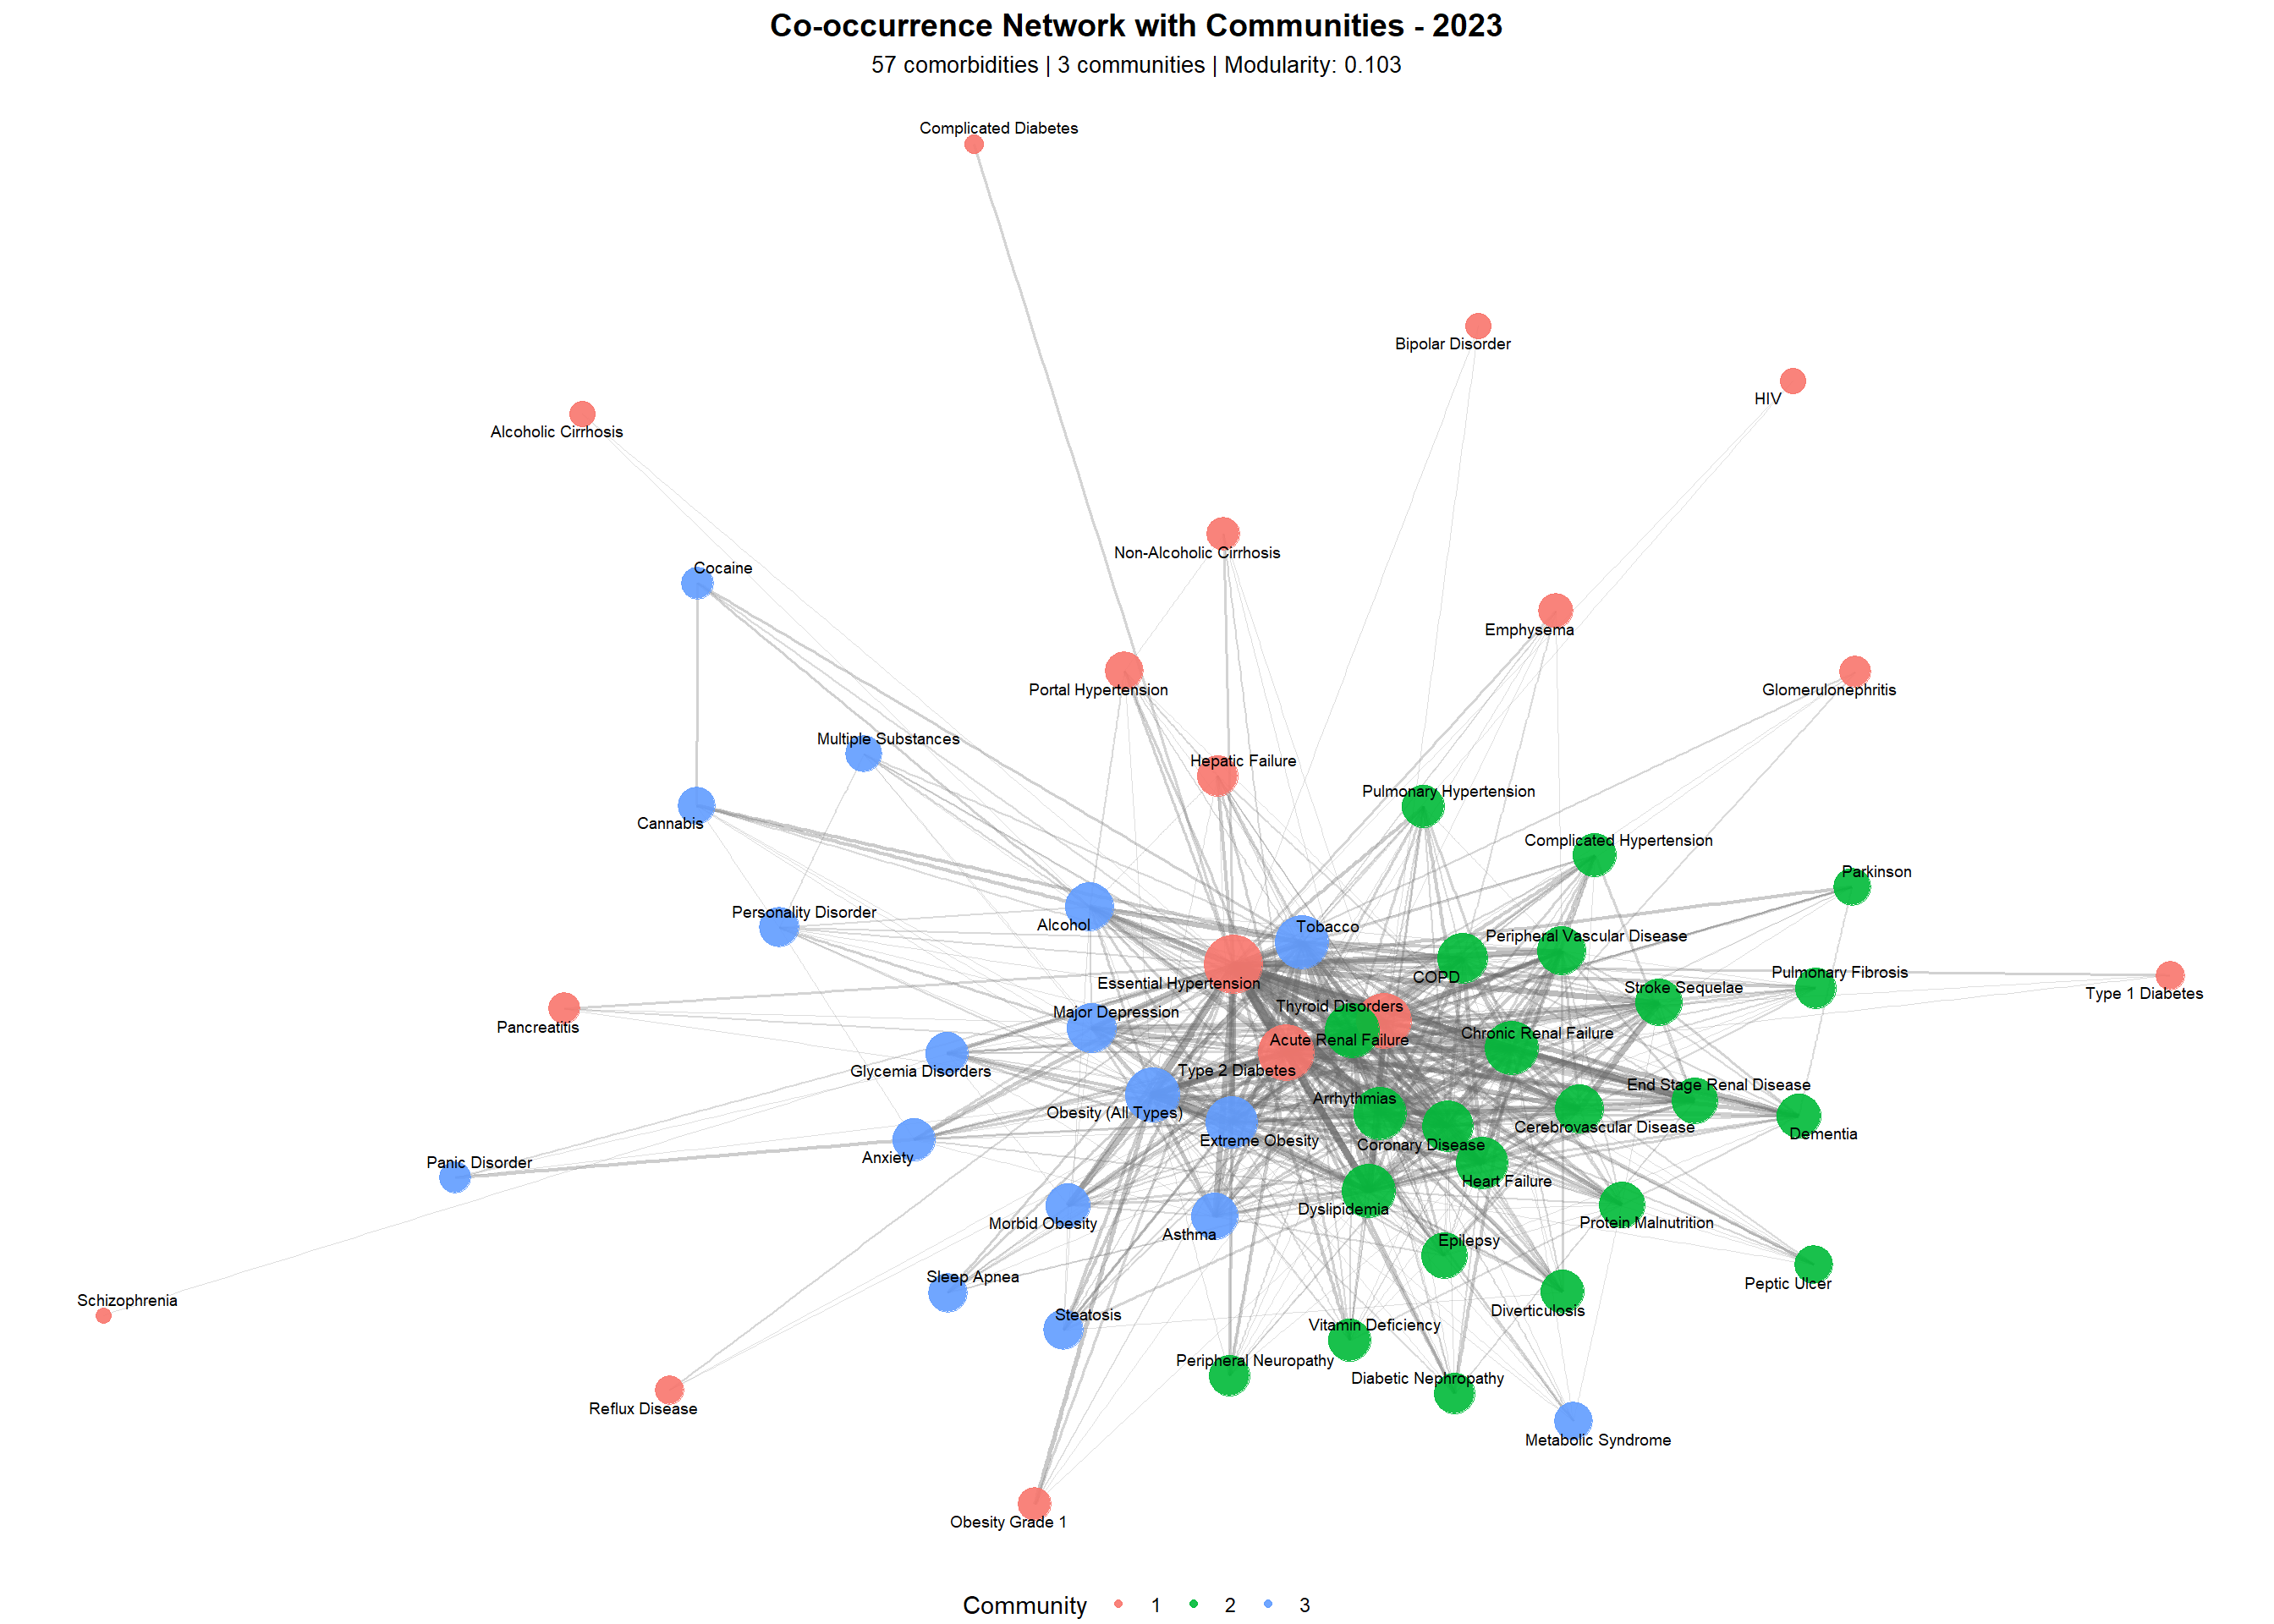 Co-occurrence Network with Communities - 2023
57 comorbidities | 3 communities | Modularity: 0.103
Complicated Diabetes
Bipolar Disorder
HIV
Alcoholic Cirrhosis
Non-Alcoholic Cirrhosis
Cocaine
Emphysema
Portal Hypertension
Glomerulonephritis
Multiple Substances
Hepatic Failure
Pulmonary Hypertension
Cannabis
Complicated Hypertension
Parkinson
Personality Disorder
Alcohol
Tobacco
Peripheral Vascular Disease
COPD
Pulmonary Fibrosis
Essential Hypertension
Stroke Sequelae
Type 1 Diabetes
Thyroid Disorders
Major Depression
Pancreatitis
Chronic Renal Failure
Acute Renal Failure
Glycemia Disorders
Type 2 Diabetes
End Stage Renal Disease
Arrhythmias
Obesity (All Types)
Cerebrovascular Disease
Dementia
Extreme Obesity
Coronary Disease
Anxiety
Panic Disorder
Heart Failure
Dyslipidemia
Morbid Obesity
Protein Malnutrition
Asthma
Epilepsy
Sleep Apnea
Peptic Ulcer
Schizophrenia
Diverticulosis
Steatosis
Vitamin Deficiency
Peripheral Neuropathy
Diabetic Nephropathy
Reflux Disease
Metabolic Syndrome
Obesity Grade 1
Community 1 2 3